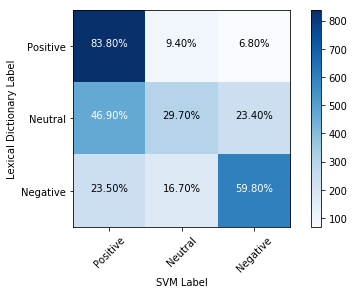 Lexical Dictionary Label
Positive
83.80%
9.40%
6.80%
Neutral
46.90%
29.70%
23.40%
Negative
23.50%
16.70%
59.80%
Positive
Neutral
Negative
SVM Label
800
700
600
500
400
300
200
100